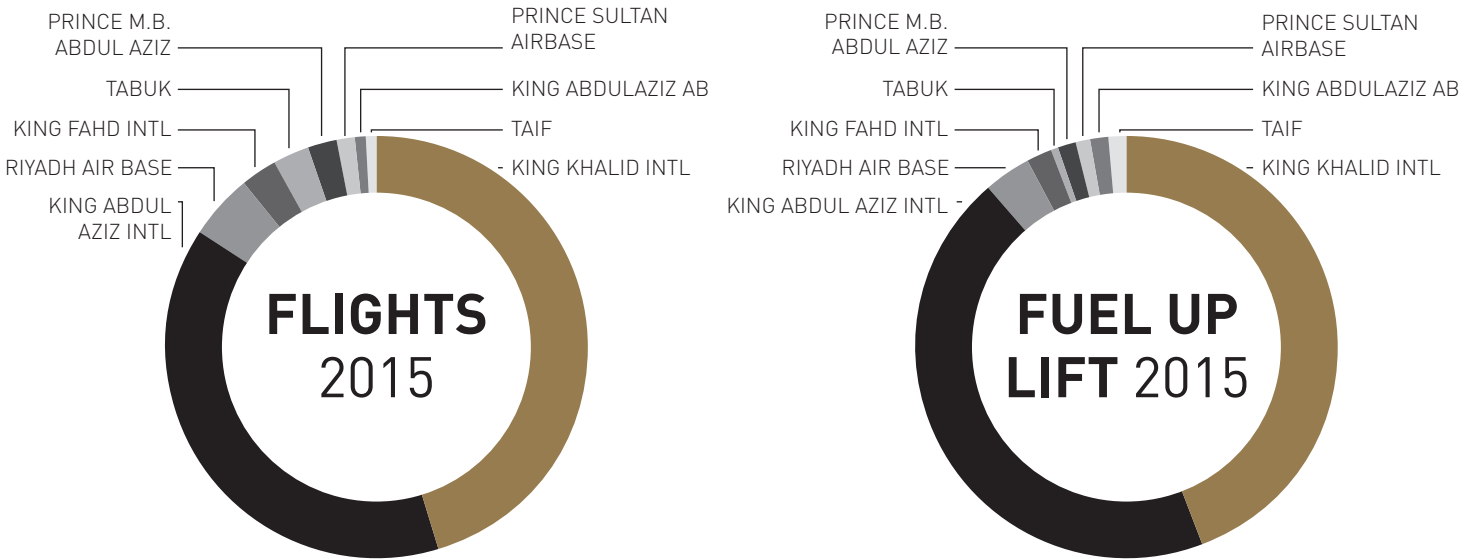 PRINCE M.B.
ABDUL AZIZ
TABUK
KING FAHD INTL
RIYADH AIR BASE
KING ABDUL
AZIZ INTL
PRINCE SULTAN
AIRBASE
KING ABDULAZIZ AB
TAIF
KING KHALID INTL
FLIGHTS
2015
PRINCE M.B.
ABDUL AZIZ
TABUK
KING FAHD INTL
RIYADH AIR BASE
KING ABDUL AZIZ INTL
PRINCE SULTAN
AIRBASE
KING ABDULAZIZ AB
TAIF
KING KHALID INTL
FUEL UP
LIFT 2015